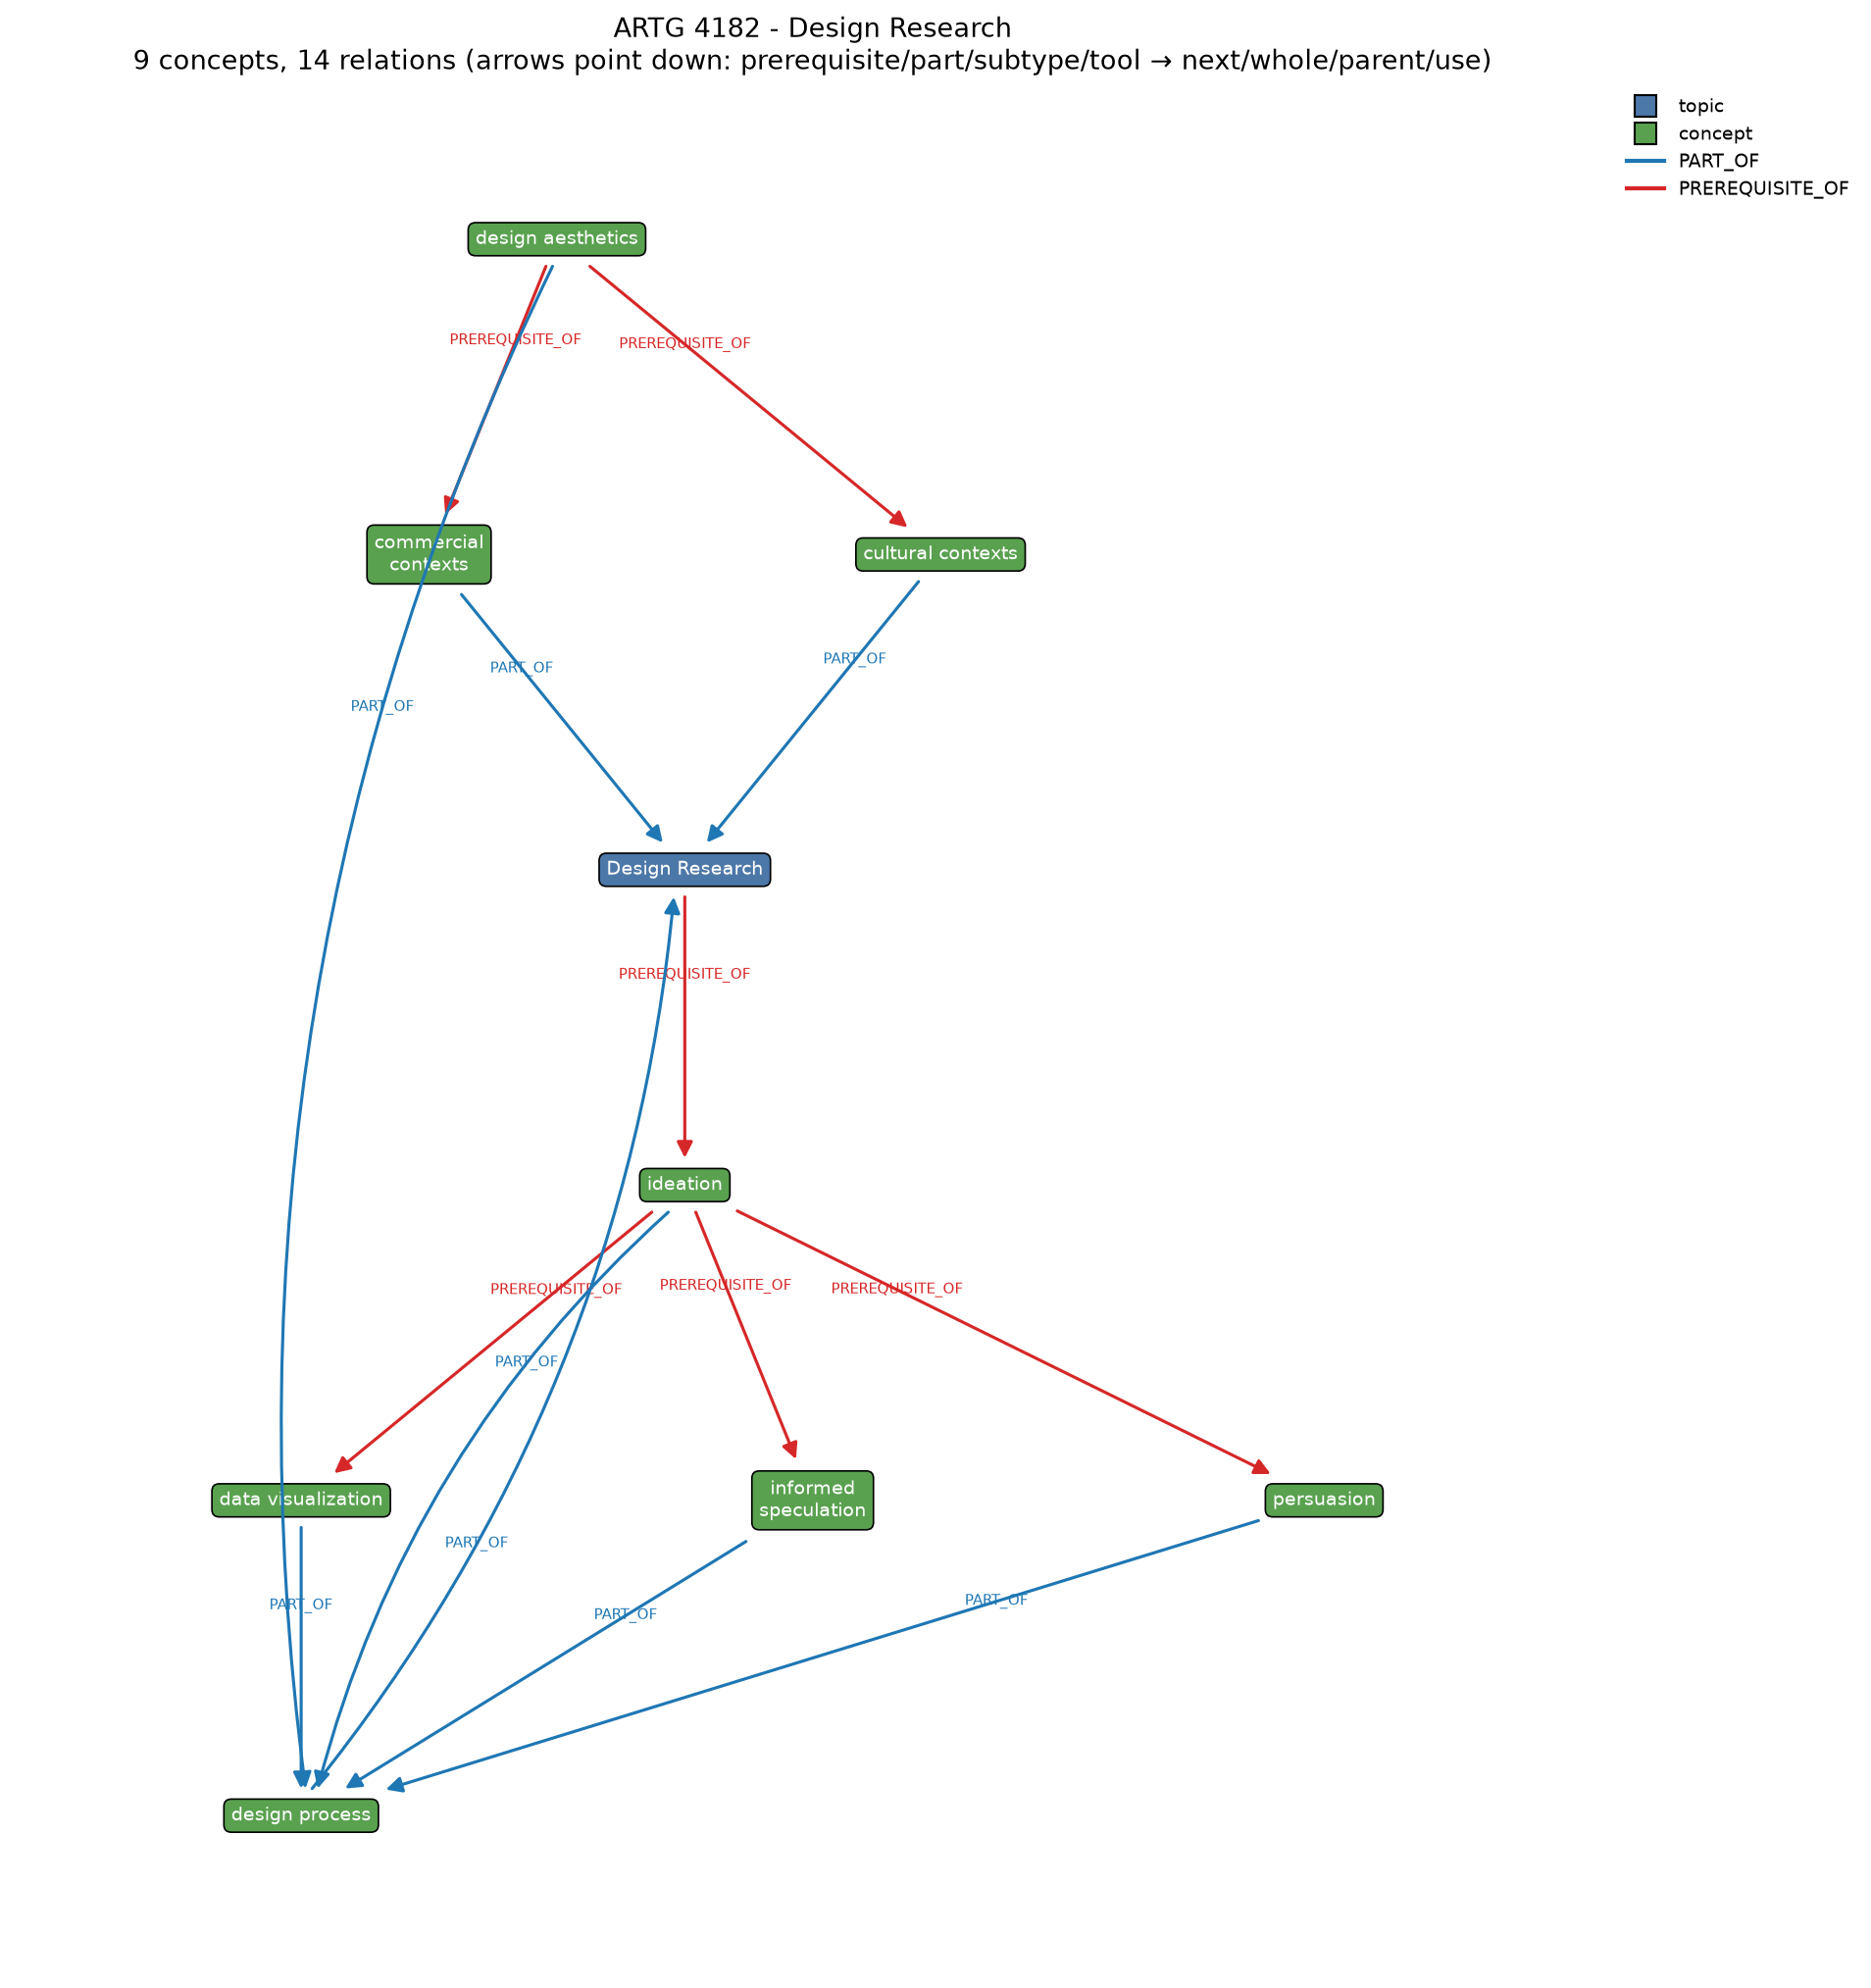 ARTG 4182 - Design Research
9 concepts, 14 relations (arrows point down: prerequisite/part/subtype/tool → next/whole/parent/use)
topic
concept
PART_OF
PREREQUISITE_OF
design aesthetics
PREREQUISITE_OF
PREREQUISITE_OF
commercial
contexts
cultural contexts
PART_OF
PART_OF
PART_OF
Design Research
PREREQUISITE_OF
ideation
PREREQUISITE_OF
PREREQUISITE_OF
PREREQUISITE_OF
PART_OF
data visualization
informed
speculation
persuasion
PART_OF
PART_OF
PART_OF
PART_OF
design process